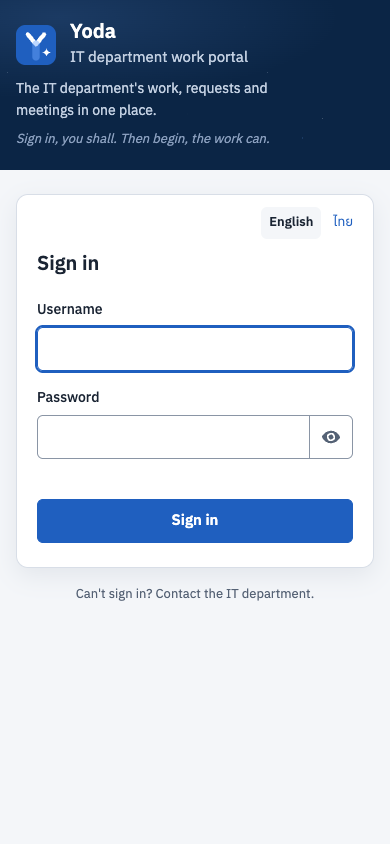 Yoda
IT department work portal
The IT department's work, requests and
meetings in one place.
Sign in, you shall. Then begin, the work can.
English ไทย
Sign in
Username
Password
Sign in
Can't sign in? Contact the IT department.